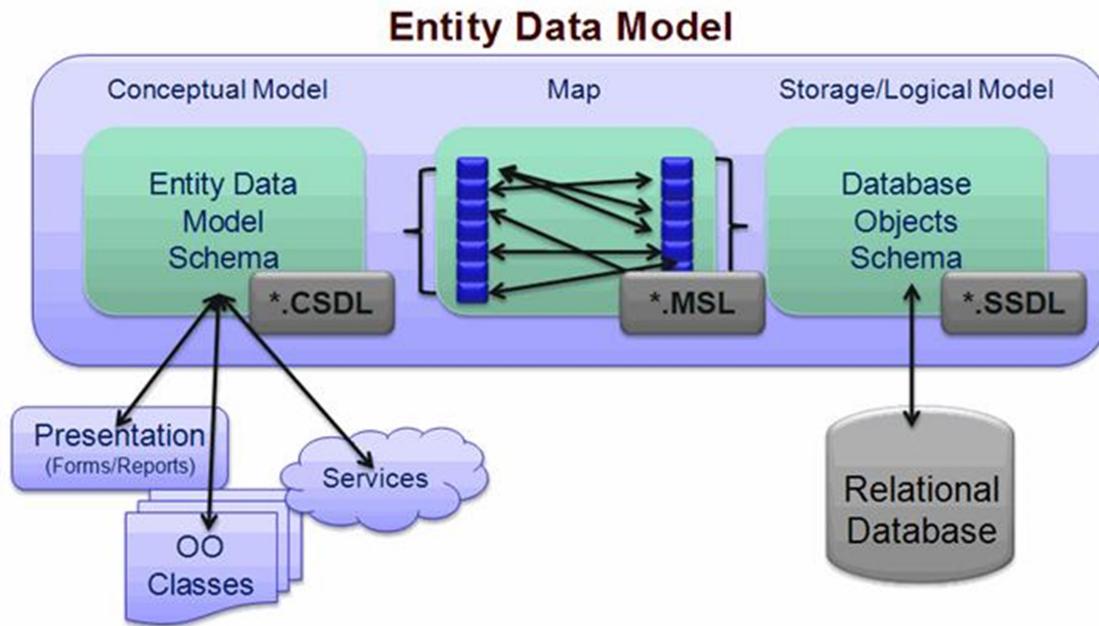 Entity Data Model
Conceptual Model
Map
Storage/Logical Model
Entity Data
Model
Schema
*.CSDL
*.MSL
Database
Objects
Schema
*.SSDL
Presentation
(Forms/Reports)
OO
Classes
Services
Relational
Database